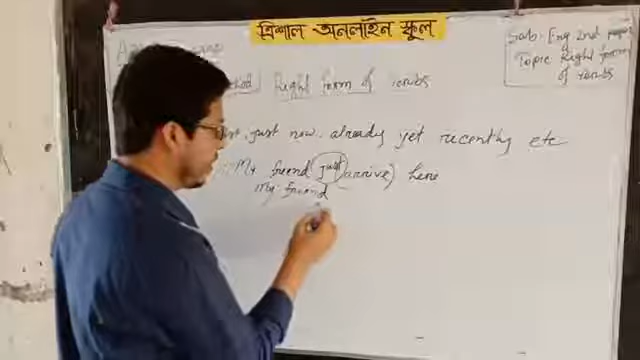 ত্রিশাল অনলাইন স্কুল
Sub: Eng 2nd paper
Topic Right form of verbs
Right form of verbs
just now, already yet recently etc
My friend (just arrive) here
My friend